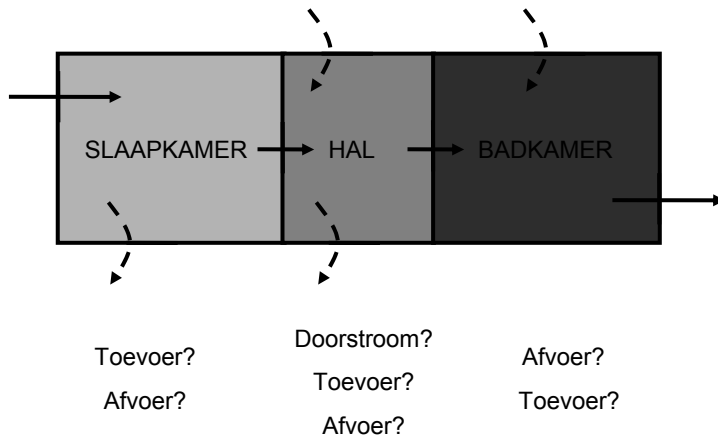 SLAAPKAMER
HAL
BADKAMER
Toevoer?
Afvoer?
Doorstroom?
Toevoer?
Afvoer?
Afvoer?
Toevoer?